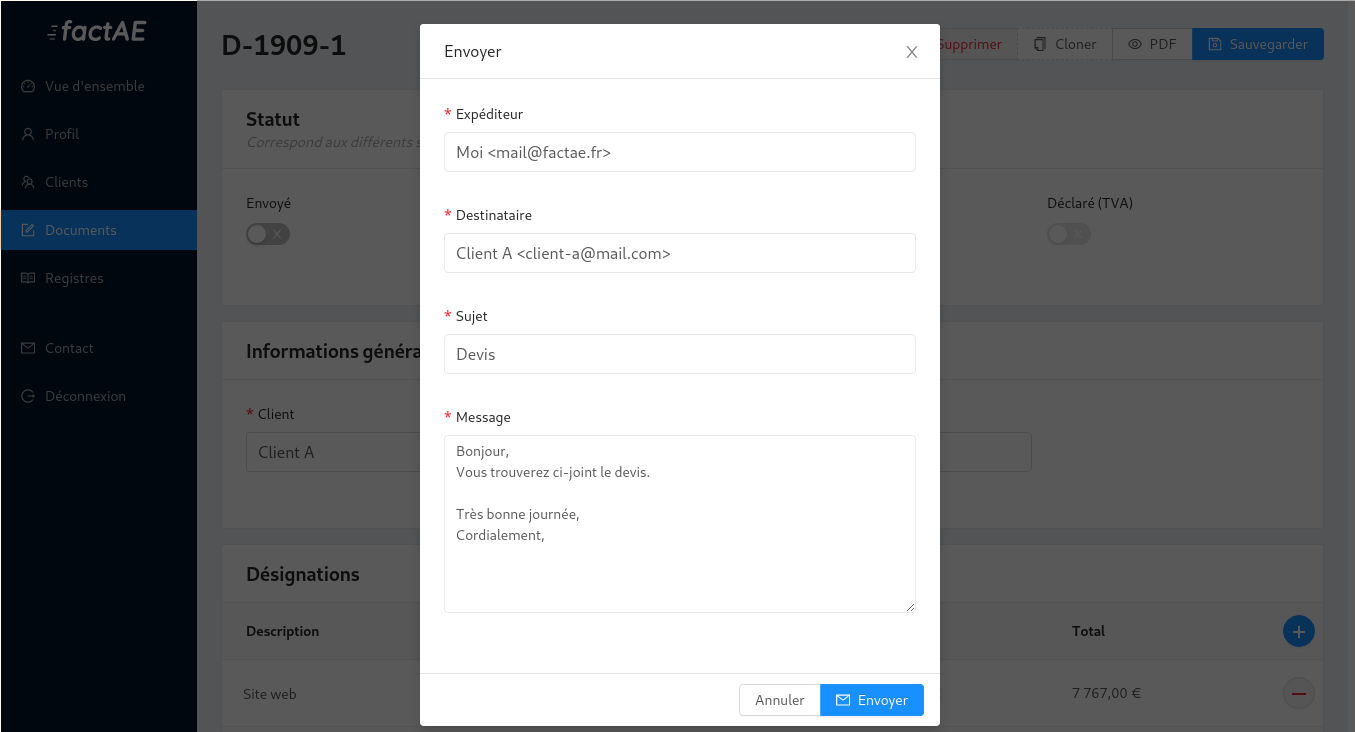 factAE
Vue d'ensemble
Profil
Clients
Documents
Registres
Contact
Déconnexion
D-1909-1
Supprimer
Cloner
PDF
Sauvegarder
Statut
Correspond aux différents
Envoyé
Déclaré (TVA)
Informations généra
* Client
Client A
Désignations
Description
Total
Site web
7 767,00 €
Envoyer
* Expéditeur
Moi <mail@factae.fr>
* Destinataire
Client A <client-a@mail.com>
* Sujet
Devis
* Message
Bonjour,
Vous trouverez ci-joint le devis.
Très bonne journée,
Cordialement,
Annuler
Envoyer